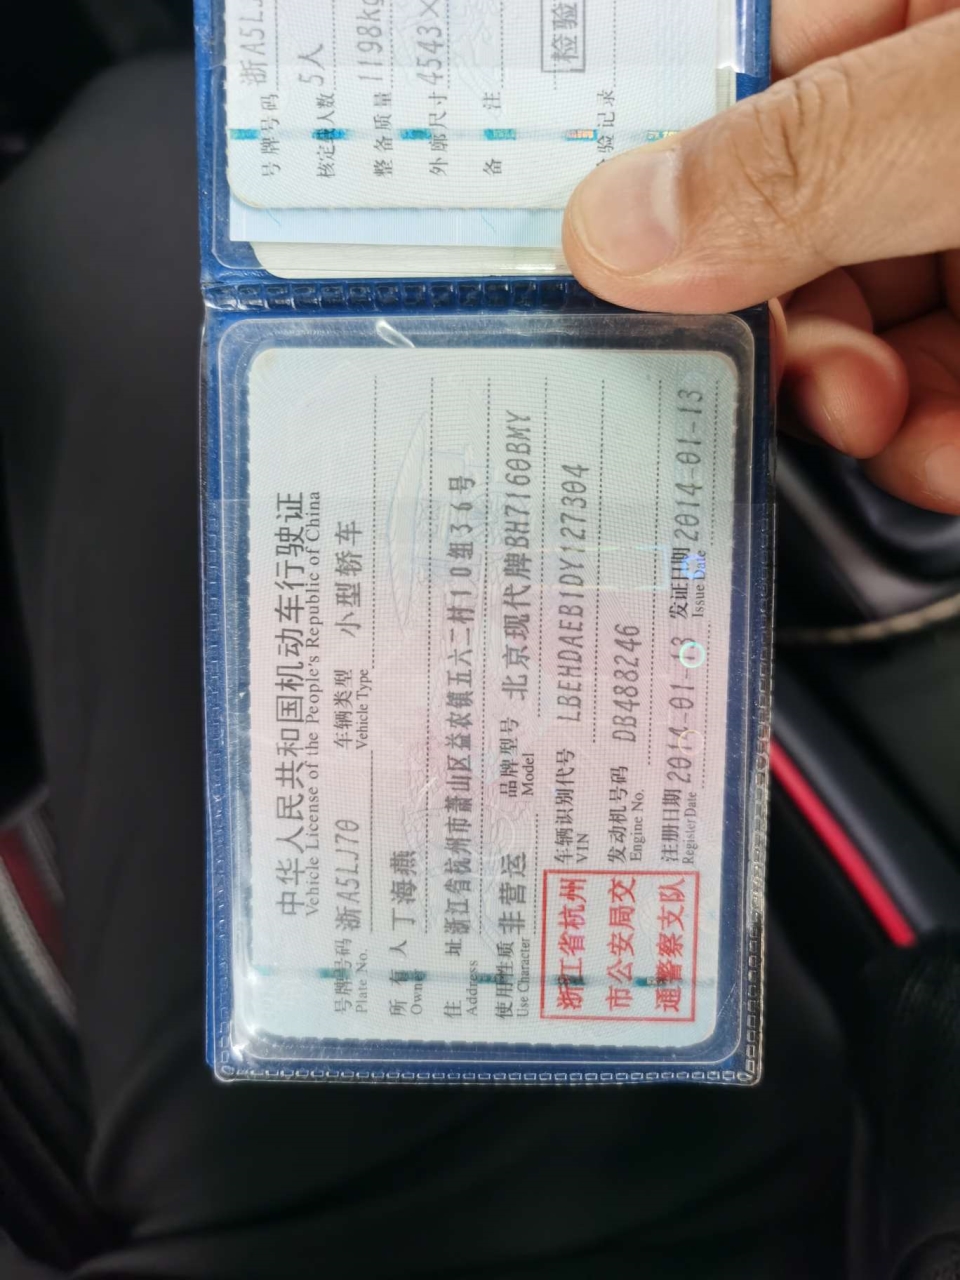 中华人民共和国机动车行驶证
Vehicle License of the People's Republic of China
号牌号码 浙A5LJ70 车辆类型 小型轿车
Plate No. Vehicle Type
所有人 丁海燕
Owner
住址 浙江省杭州市萧山区益农镇五六二村10组36号
Address
使用性质 非营运 品牌型号 北京现代牌BH7160BMY
Use Character Model
浙江省杭州
市公安局交
通警察支队
车辆识别代号 LBEHDAEB1DY127304
VIN
发动机号码 DB488246
Engine No.
注册日期 2014-01-13 发证日期 2014-01-13
Register Date Issue Date
号牌号码 浙A5LJ
核定载人数 5人
整备质量 1198kg
外廓尺寸 4543×
备注
验记录
检验